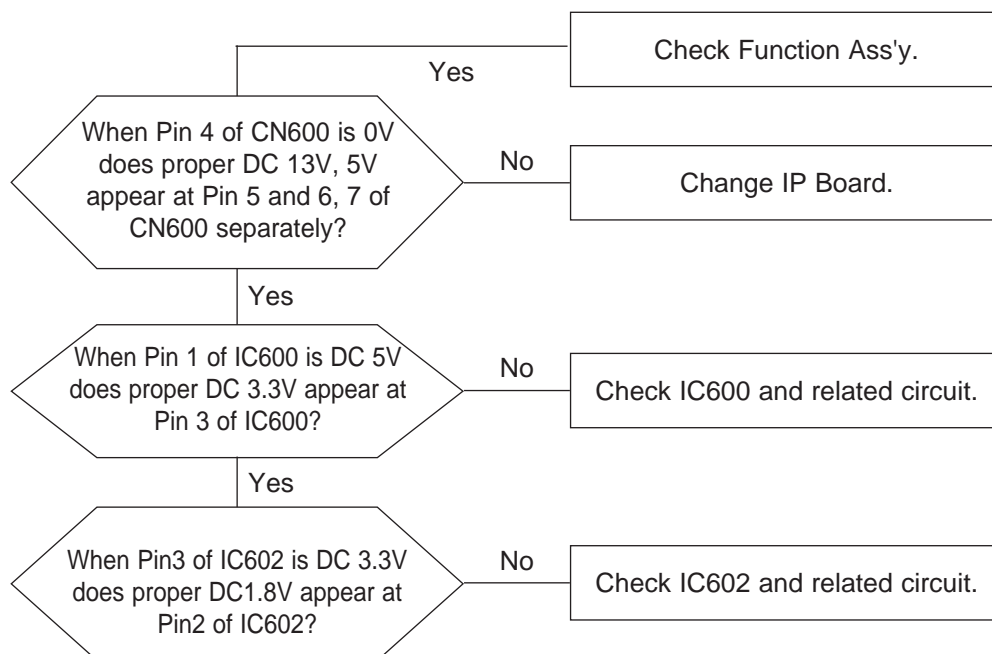 Check Function Ass'y.
Yes
When Pin 4 of CN600 is 0V
does proper DC 13V, 5V
appear at Pin 5 and 6, 7 of
CN600 separately?
No
Change IP Board.
Yes
When Pin 1 of IC600 is DC 5V
does proper DC 3.3V appear at
Pin 3 of IC600?
No
Check IC600 and related circuit.
Yes
When Pin3 of IC602 is DC 3.3V
does proper DC1.8V appear at
Pin2 of IC602?
No
Check IC602 and related circuit.